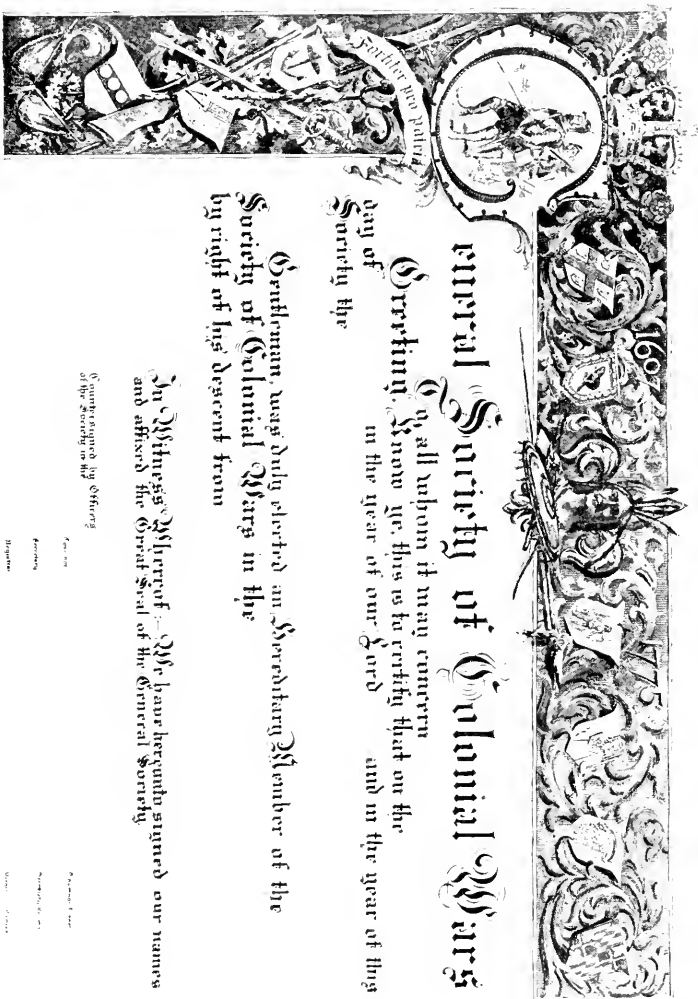 1607 1775
Fortiter pro patria
eneral Society of Colonial Wars
To all whom it may concern
Greeting, Know ye, this is to certify that on the
day of in the year of our Lord and in the year of this
Society the
Gentleman, was duly elected an Hereditary Member of the
Society of Colonial Wars in the
by right of his descent from
In Witness Whereof :- We have hereunto signed our names
and affixed the Great Seal of the General Society.
Countersigned by Officers
of the Society in the
Governor
Secretary
Registrar